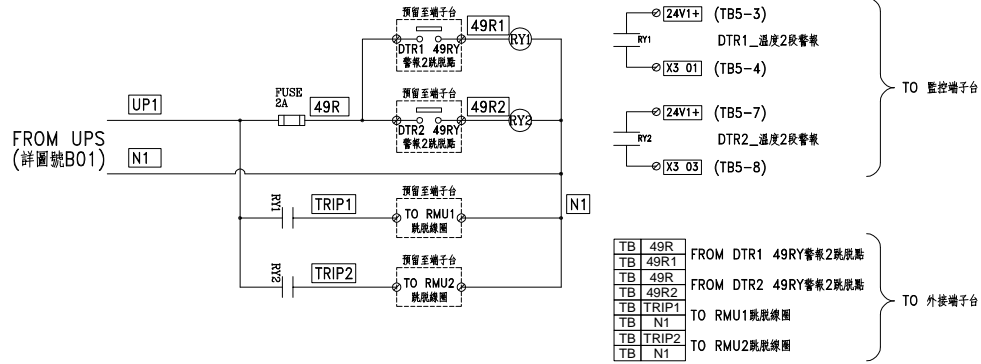 預留至端子台
49R1
DTR1 49RY
警報2跳脫點
RY1
FUSE
2A
49R
UP1
預留至端子台
49R2
DTR2 49RY
警報2跳脫點
RY2
FROM UPS
(詳圖號B01)
N1
RY1
TRIP1
預留至端子台
TO RMU1
跳脫線圈
N1
RY2
TRIP2
預留至端子台
TO RMU2
跳脫線圈
24V1+ (TB5-3)
RY1
DTR1_溫度2段警報
X3 01 (TB5-4)
24V1+ (TB5-7)
RY2
DTR2_溫度2段警報
X3 03 (TB5-8)
TO 監控端子台
TB 49R
TB 49R1
FROM DTR1 49RY警報2跳脫點
TB 49R
TB 49R2
FROM DTR2 49RY警報2跳脫點
TB TRIP1
TB N1
TO RMU1跳脫線圈
TB TRIP2
TB N1
TO RMU2跳脫線圈
TO 外接端子台